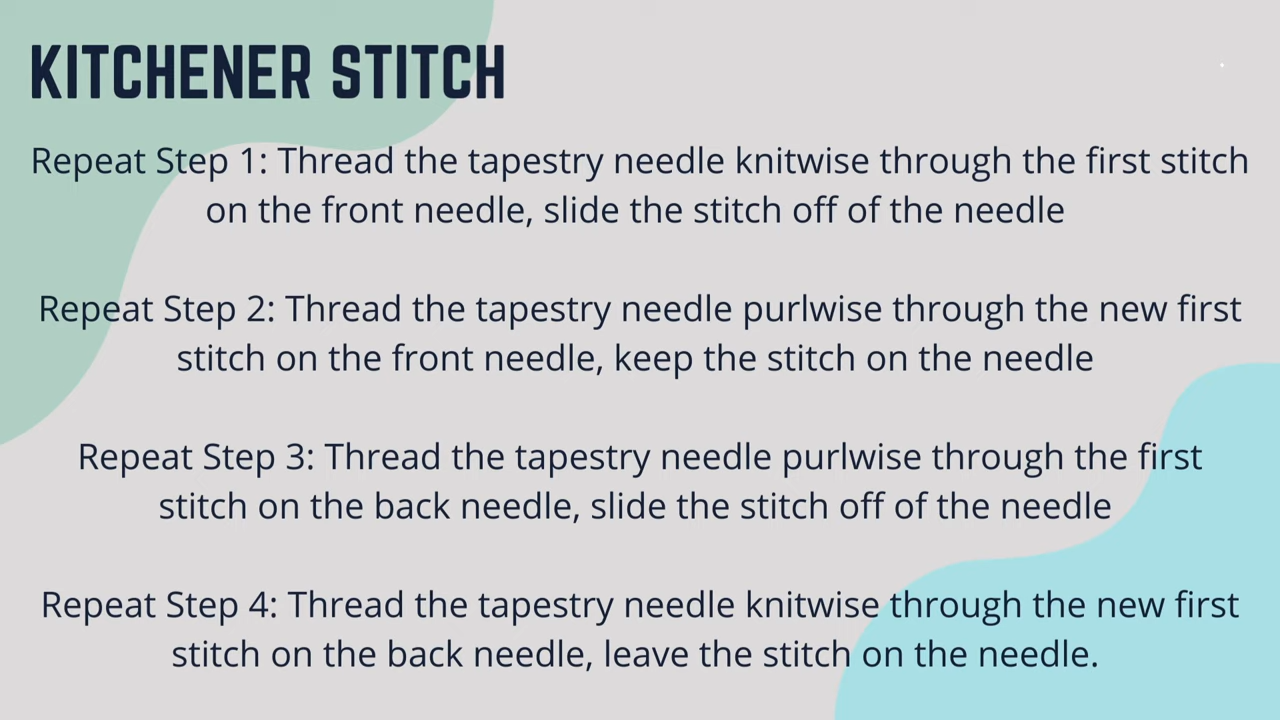 KITCHENER STITCH
Repeat Step 1: Thread the tapestry needle knitwise through the first stitch
on the front needle, slide the stitch off of the needle
Repeat Step 2: Thread the tapestry needle purlwise through the new first
stitch on the front needle, keep the stitch on the needle
Repeat Step 3: Thread the tapestry needle purlwise through the first
stitch on the back needle, slide the stitch off of the needle
Repeat Step 4: Thread the tapestry needle knitwise through the new first
stitch on the back needle, leave the stitch on the needle.